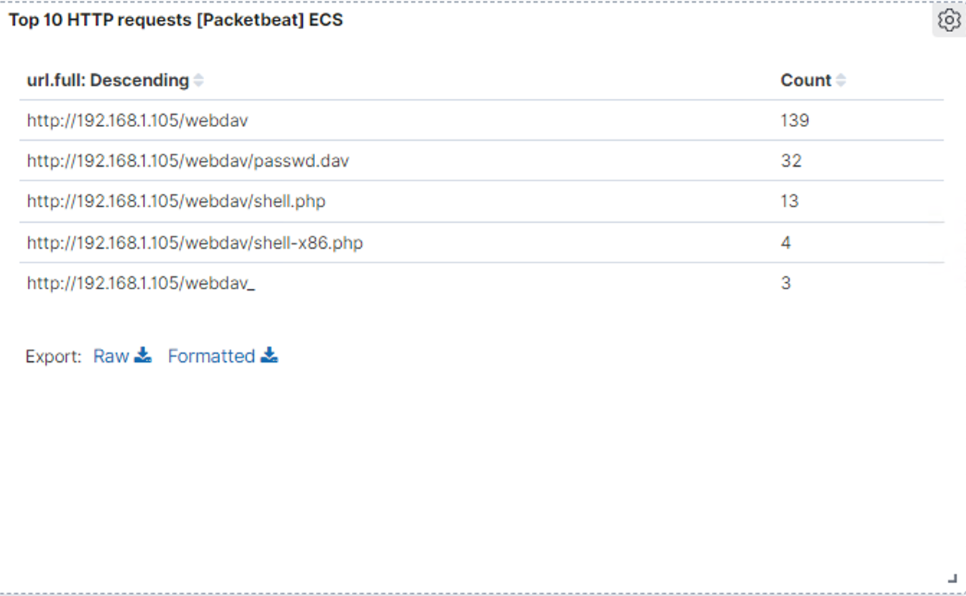 Top 10 HTTP requests [Packetbeat] ECS
url.full: Descending Count
http://192.168.1.105/webdav 139
http://192.168.1.105/webdav/passwd.dav 32
http://192.168.1.105/webdav/shell.php 13
http://192.168.1.105/webdav/shell-x86.php 4
http://192.168.1.105/webdav_ 3
Export: Raw Formatted